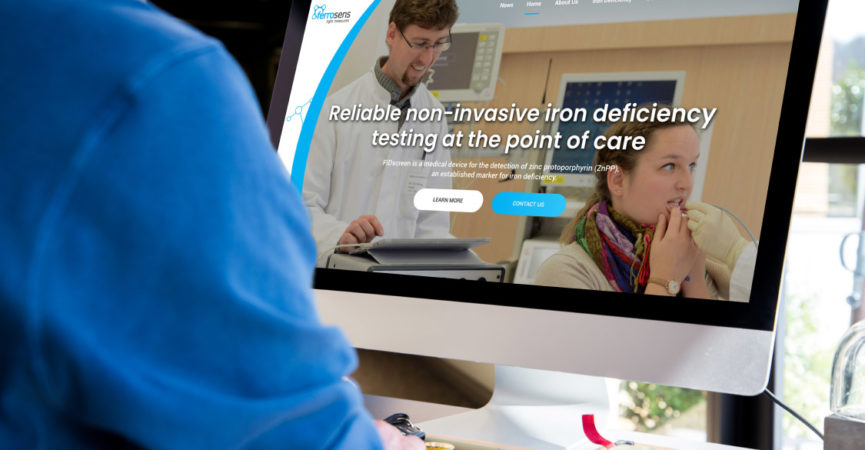 ferrosens
light measures
News Home About Us Iron Deficiency
Reliable non-invasive iron deficiency
testing at the point of care
FIDscreen is a medical device for the detection of zinc protoporphyrin (ZnPP)
an established marker for iron deficiency.
LEARN MORE CONTACT US